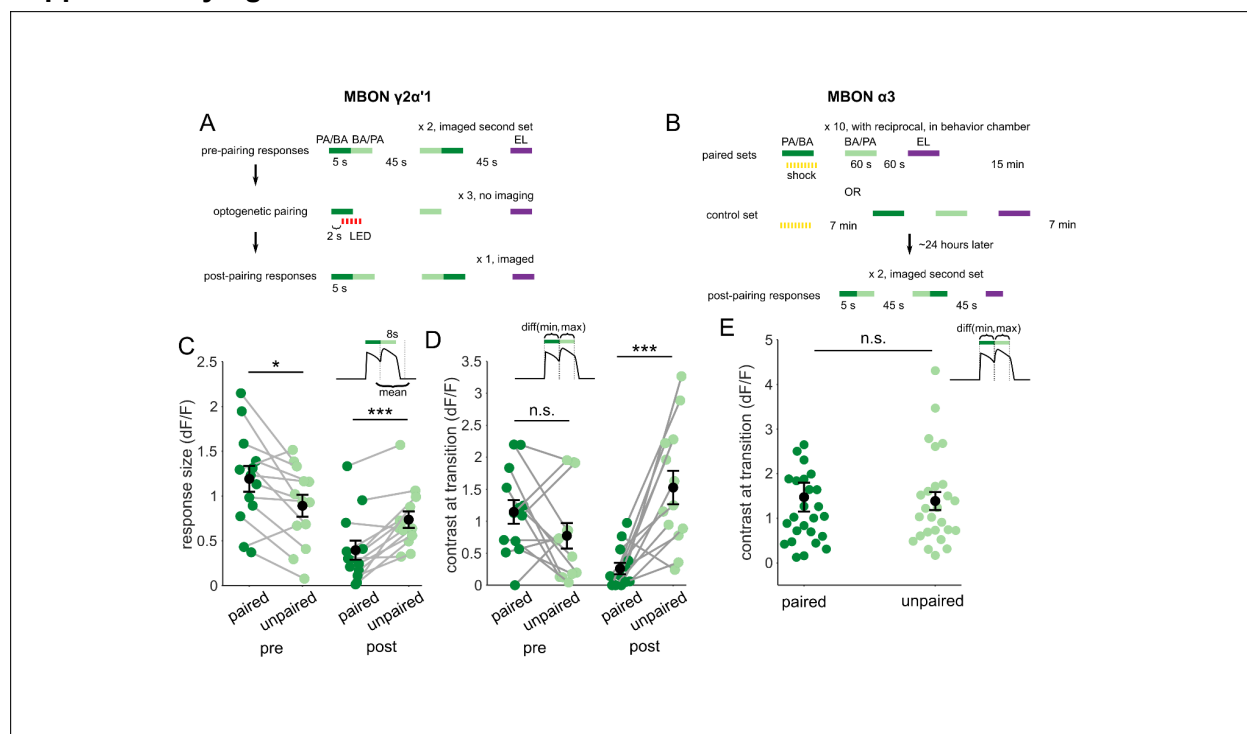 MBON γ2α'1
A
x 2, imaged second set
PA/BA BA/PA
EL
pre-pairing responses
5 s
45 s
45 s
x 3, no imaging
optogenetic pairing
2 s
LED
x 1, imaged
post-pairing responses
5 s
MBON α3
B
x 10, with reciprocal, in behavior chamber
PA/BA
BA/PA
EL
paired sets
60 s
60 s
15 min
shock
OR
control set
7 min
7 min
~24 hours later
x 2, imaged second set
post-pairing responses
5 s
45 s
45 s
C
8s
mean
*
***
response size (dF/F)
2.5
2
1.5
1
0.5
0
paired
unpaired
paired
unpaired
pre
post
D
diff(min,max)
n.s.
***
contrast at transition (dF/F)
3.5
3
2.5
2
1.5
1
0.5
0
paired
unpaired
paired
unpaired
pre
post
E
n.s.
diff(min,max)
contrast at transition (dF/F)
5
4
3
2
1
0
paired
unpaired